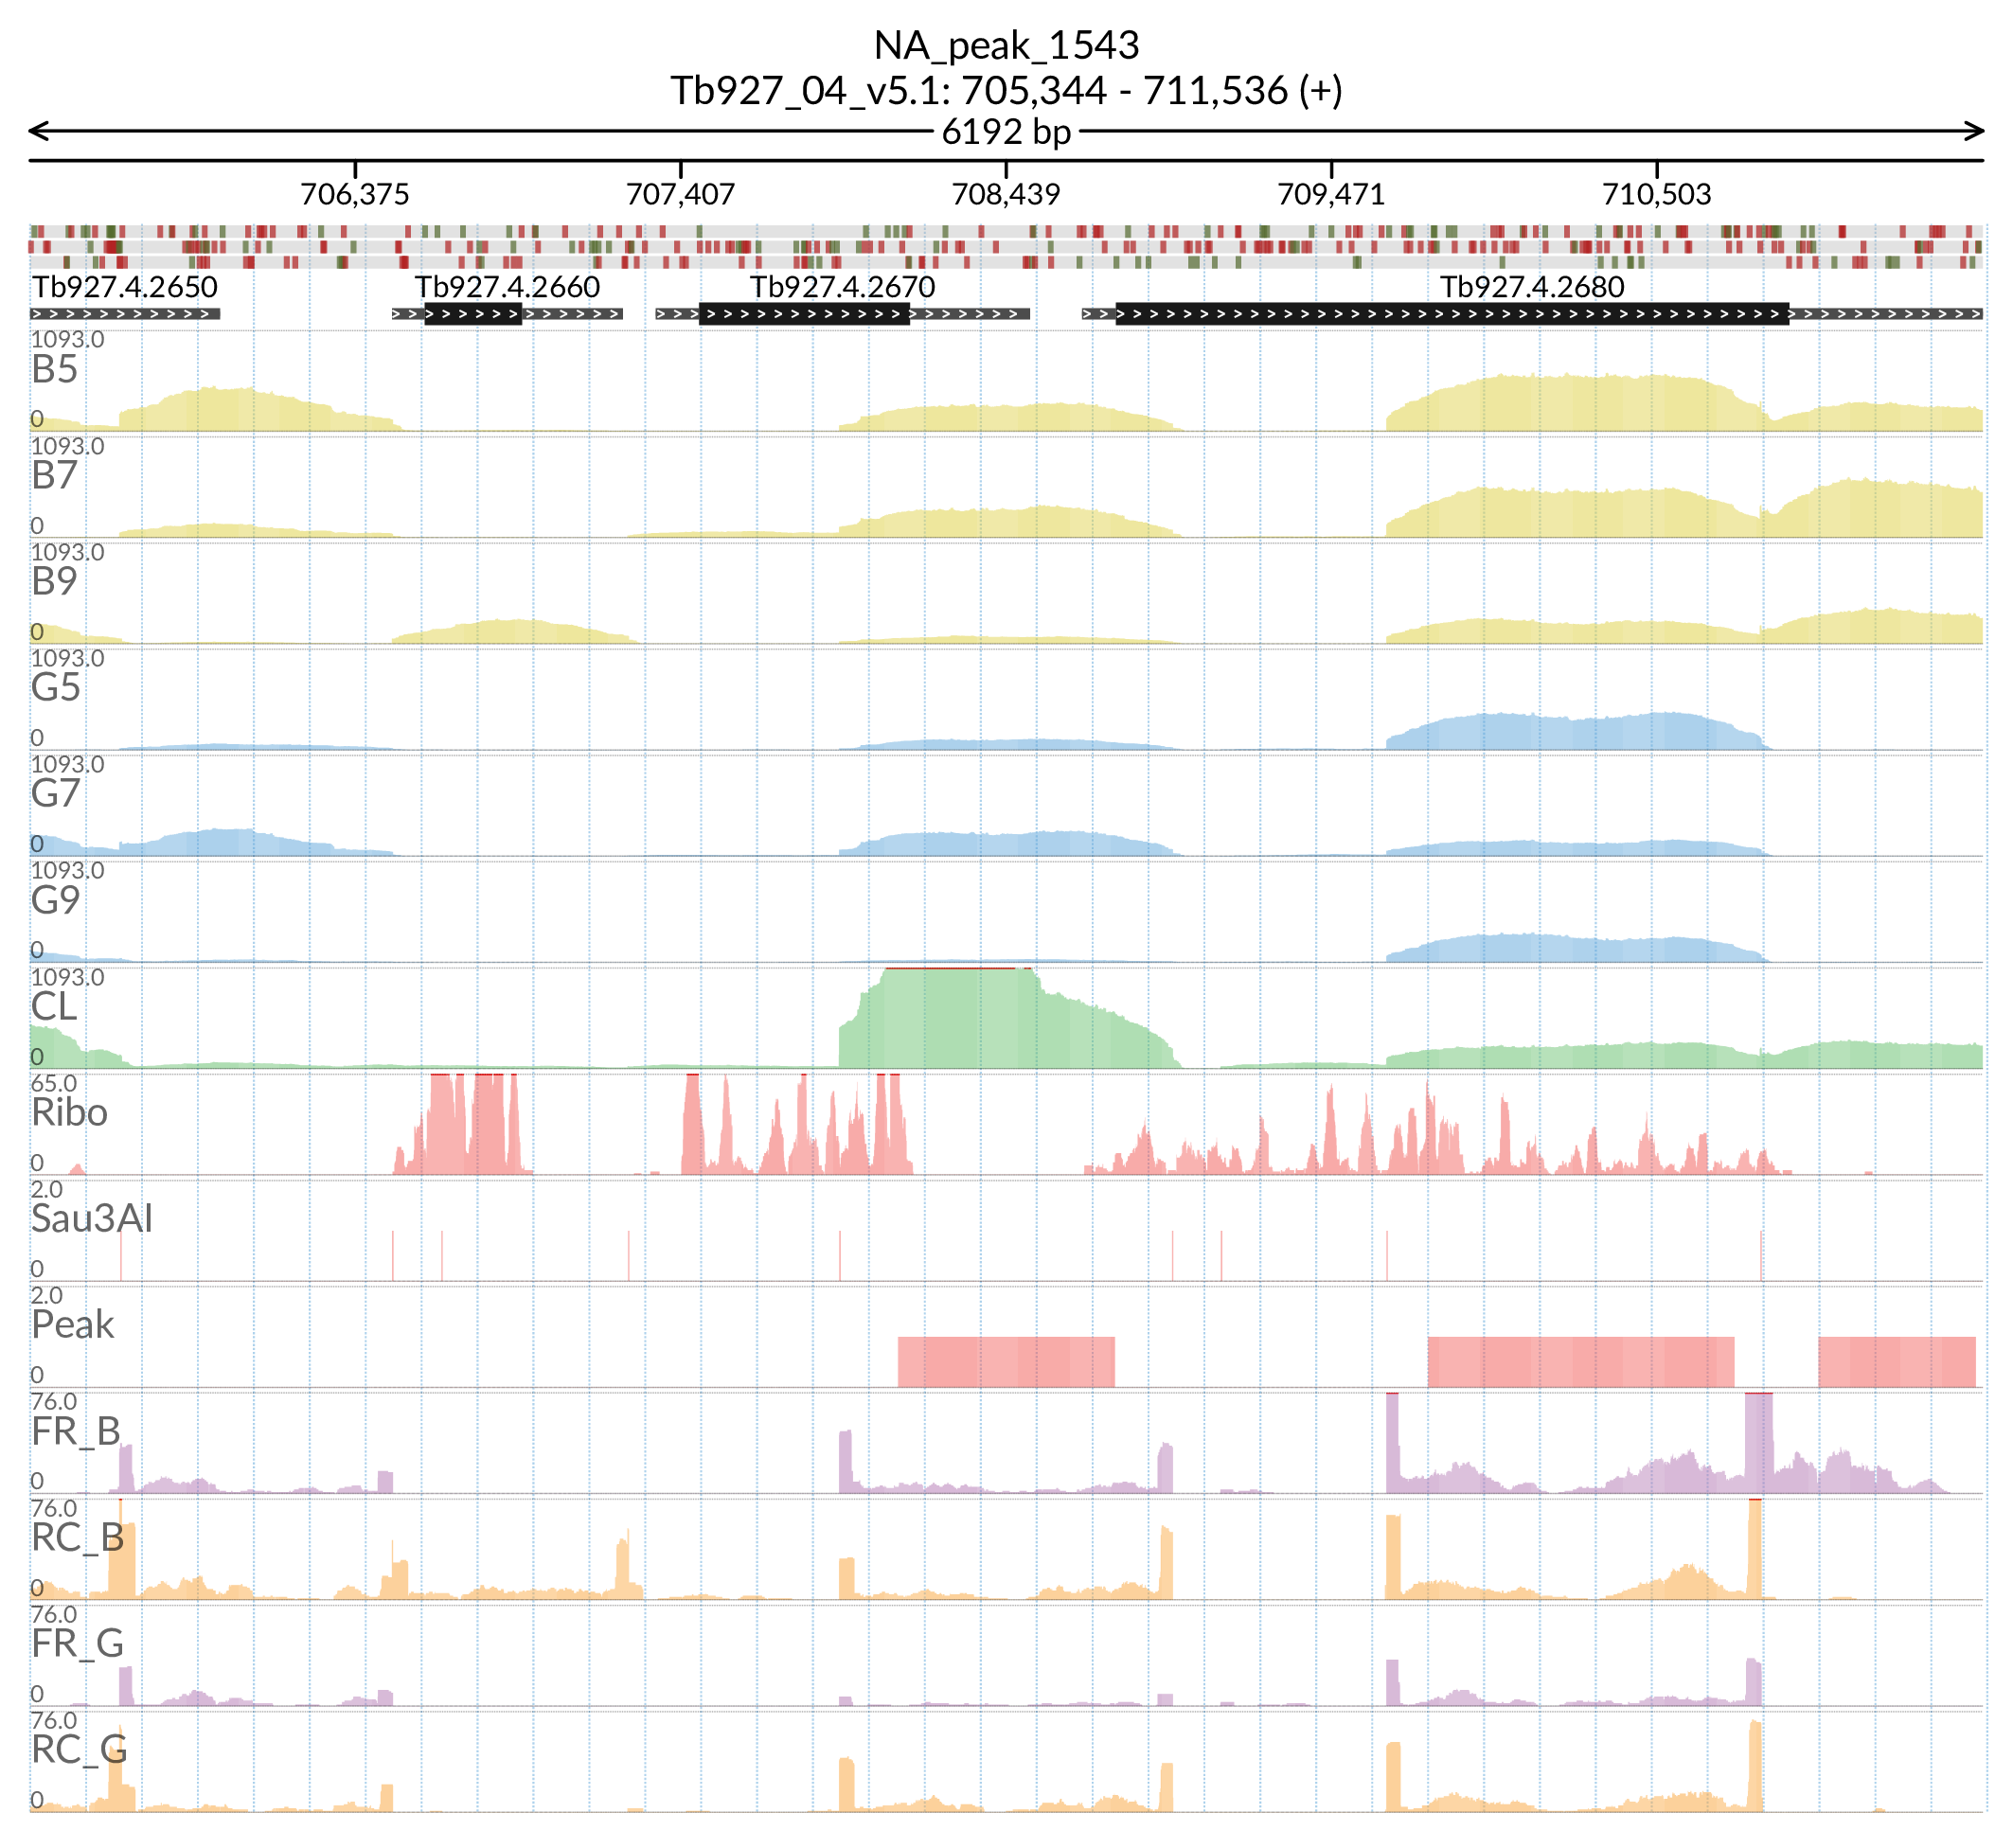 NA_peak_1543
Tb927_04_v5.1: 705,344 - 711,536 (+)
6192 bp
706,375 707,407 708,439 709,471 710,503
Tb927.4.2650 Tb927.4.2660 Tb927.4.2670 Tb927.4.2680
1093.0
B5
0
1093.0
B7
0
1093.0
B9
0
1093.0
G5
0
1093.0
G7
0
1093.0
G9
0
1093.0
CL
0
65.0
Ribo
0
2.0
Sau3AI
0
2.0
Peak
0
76.0
FR_B
0
76.0
RC_B
0
76.0
FR_G
0
76.0
RC_G
0